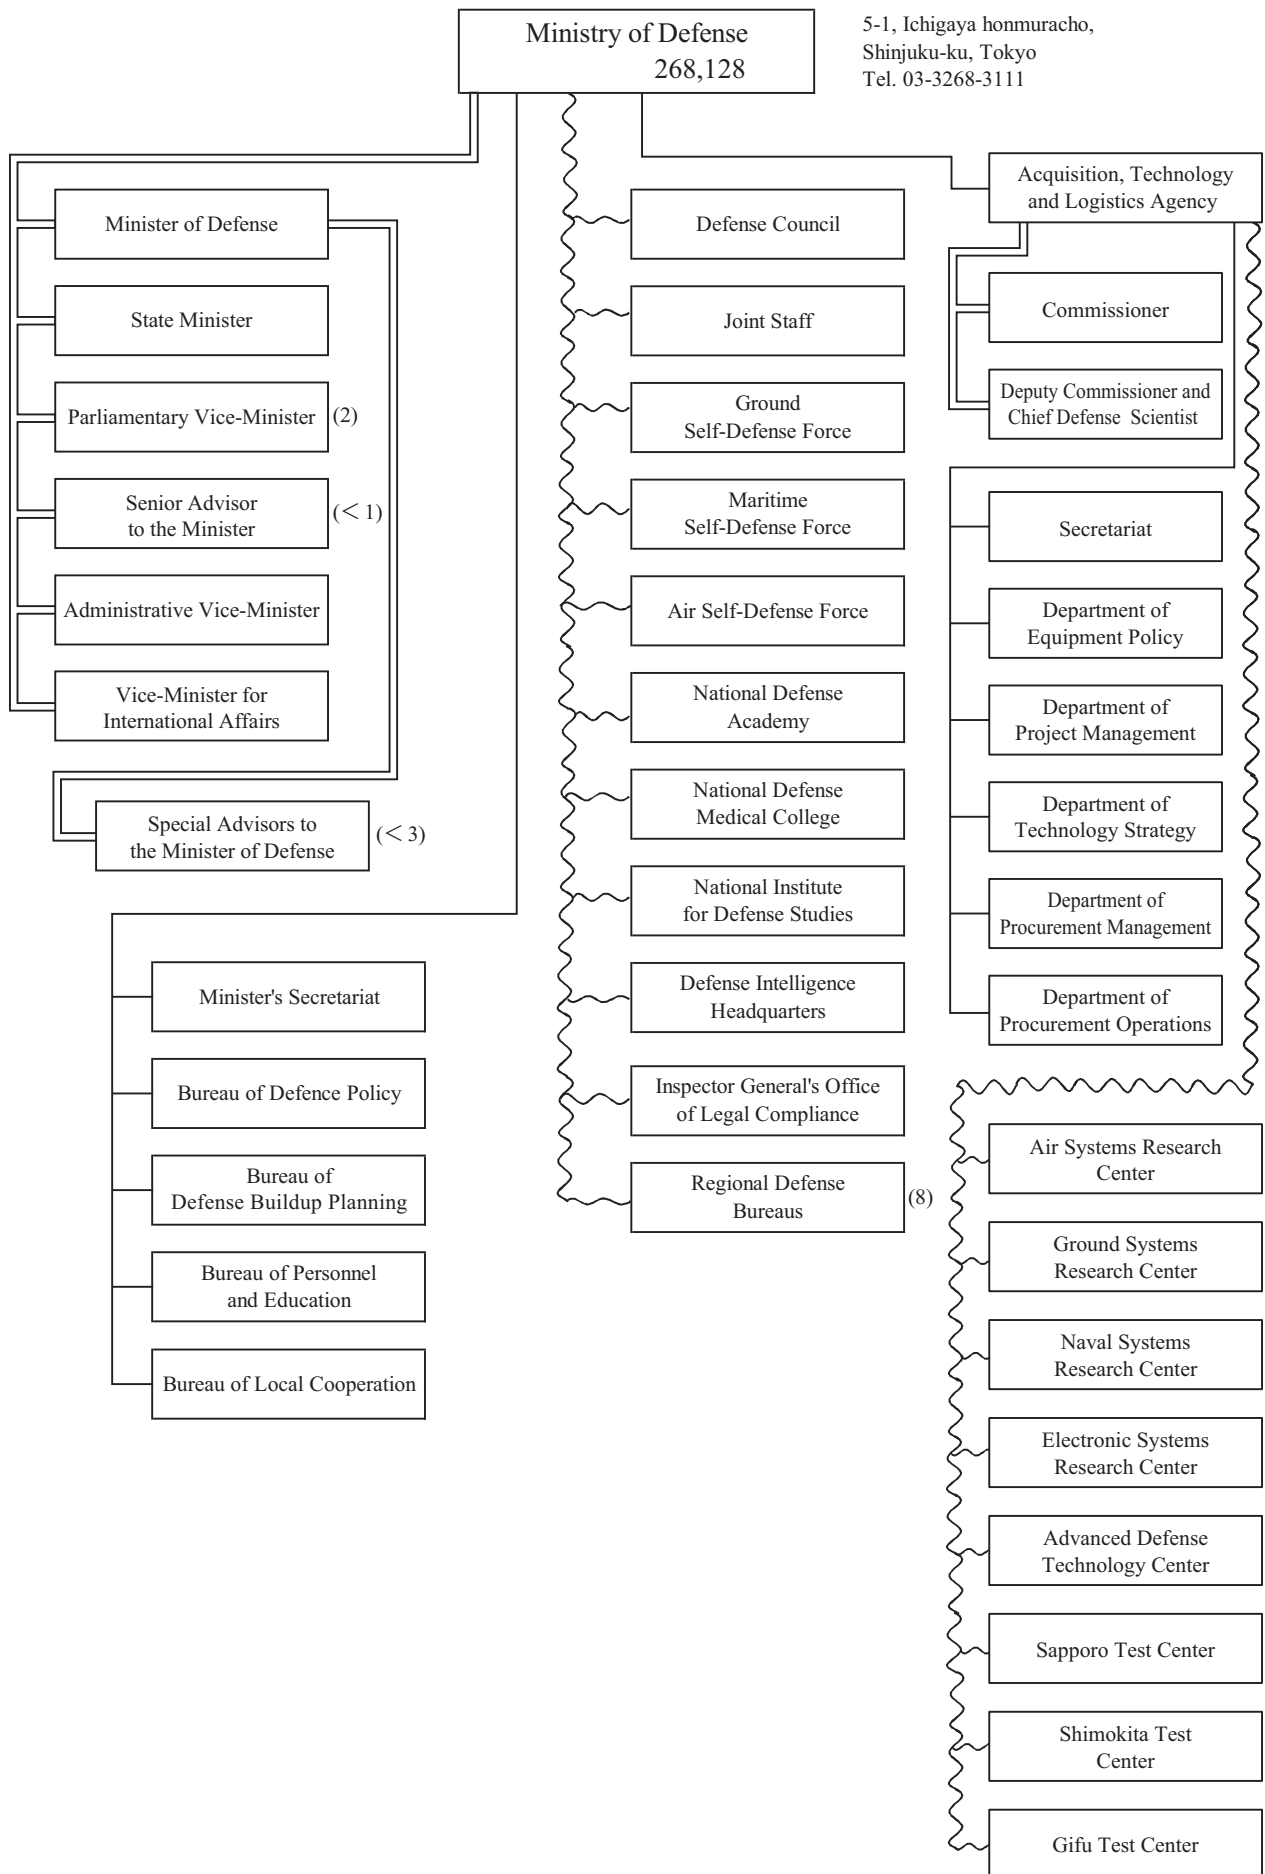 Ministry of Defense
268,128
5-1, Ichigaya honmuracho,
Shinjuku-ku, Tokyo
Tel. 03-3268-3111
Minister of Defense
State Minister
Parliamentary Vice-Minister (2)
Senior Advisor
to the Minister
(< 1)
Administrative Vice-Minister
Vice-Minister for
International Affairs
Special Advisors to
the Minister of Defense
(< 3)
Minister's Secretariat
Bureau of Defence Policy
Bureau of
Defense Buildup Planning
Bureau of Personnel
and Education
Bureau of Local Cooperation
Defense Council
Joint Staff
Ground
Self-Defense Force
Maritime
Self-Defense Force
Air Self-Defense Force
National Defense
Academy
National Defense
Medical College
National Institute
for Defense Studies
Defense Intelligence
Headquarters
Inspector General's Office
of Legal Compliance
Regional Defense
Bureaus
(8)
Acquisition, Technology
and Logistics Agency
Commissioner
Deputy Commissioner and
Chief Defense Scientist
Secretariat
Department of
Equipment Policy
Department of
Project Management
Department of
Technology Strategy
Department of
Procurement Management
Department of
Procurement Operations
Air Systems Research
Center
Ground Systems
Research Center
Naval Systems
Research Center
Electronic Systems
Research Center
Advanced Defense
Technology Center
Sapporo Test Center
Shimokita Test
Center
Gifu Test Center